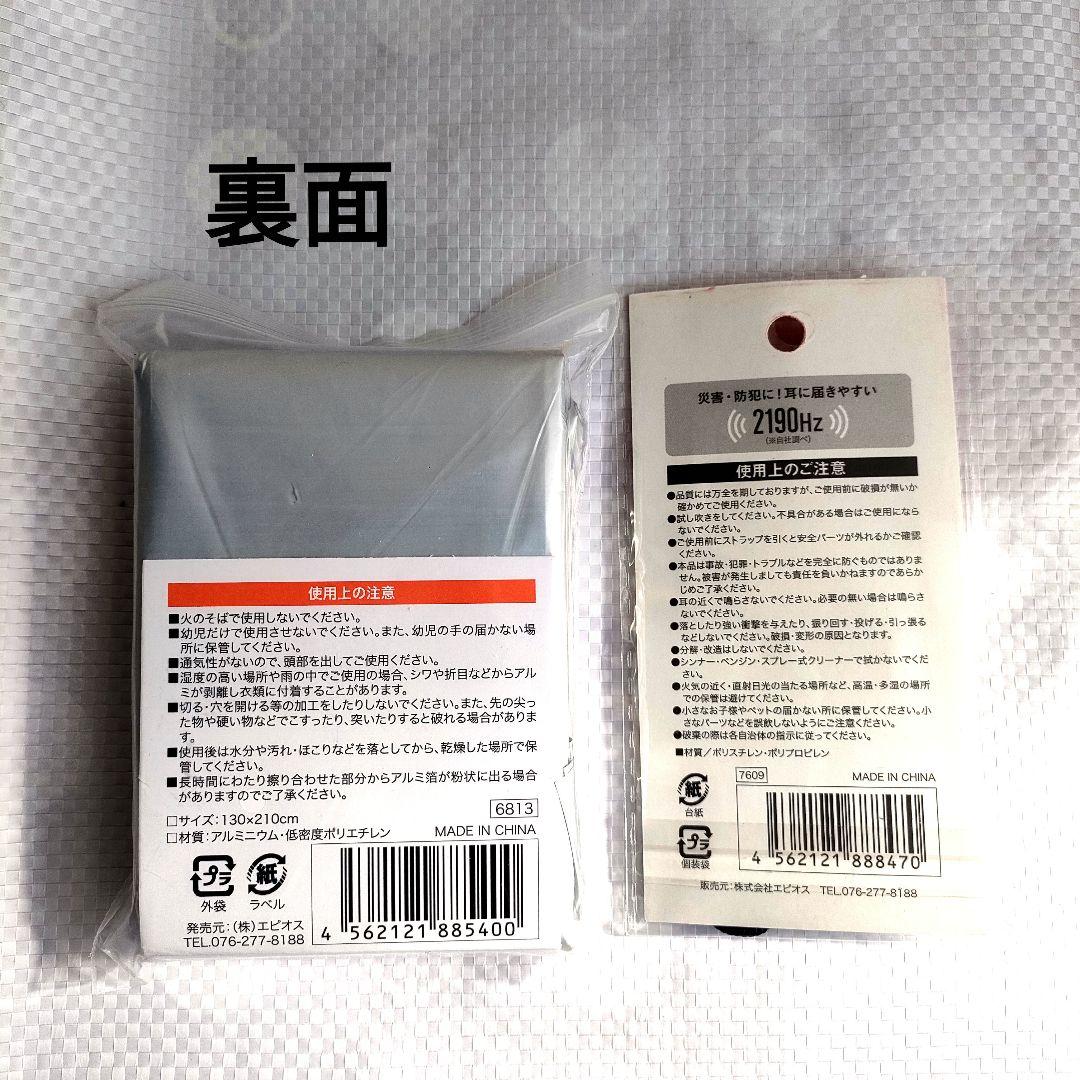 裏面
使用上の注意
■火のそばで使用しないでください。
■幼児だけで使用させないでください。また、幼児の手の届かない場
所に保管してください。
■通気性がないので、頭部を出してご使用ください。
■湿度の高い場所や雨の中でご使用の場合、シワや折目などからアル
ミが剥離し衣類に付着することがあります。
■切る・穴を開ける等の加工をしたりしないでください。また、先の尖っ
た物や硬い物などでこすったり、突いたりすると破れる場合がありま
す。
■使用後は水分や汚れ・ほこりなどを落としてから、乾燥した場所で保
管してください。
■長時間にわたり擦り合わせた部分からアルミ箔が粉状に出る場合
がありますのでご了承ください。
6813
□サイズ：130×210cm
□材質：アルミニウム・低密度ポリエチレン
MADE IN CHINA
プラ
外袋
紙
ラベル
発売元：（株）エピオス
TEL.076-277-8188
4 562121 885400
災害・防犯に！耳に届きやすい
2190Hz
（※自社調べ）
使用上のご注意
●品質には万全を期しておりますが、ご使用前に破損が無いか
確かめてご使用ください。
●試し吹きをしてください。不具合がある場合はご使用になら
ないでください。
●ご使用前にストラップを引くと安全パーツが外れるかご確認
ください。
●本品は事故・犯罪・トラブルなどを完全に防ぐものではありま
せん。被害が発生しましても責任を負いかねますのであらか
じめご了承ください。
●耳の近くで鳴らさないでください。必要の無い場合は鳴らさ
ないでください。
●落としたり強い衝撃を与えたり、振り回す・投げる・引っ張る
などしないでください。破損・変形の原因となります。
●分解・改造はしないでください。
●シンナー・ベンジン・スプレー式クリーナーで拭かないでくだ
さい。
●火気の近く・直射日光の当たる場所など、高温・多湿の場所
での保管は避けてください。
●小さなお子様やペットの届かない所に保管してください。小
さなパーツなどを誤飲しないようにご注意ください。
●破棄の際は各自治体の指示に従ってください。
■材質／ポリスチレン・ポリプロピレン
7609
MADE IN CHINA
紙
台紙
プラ
個装袋
4 562121 888470
販売元：株式会社エピオス TEL.076-277-8188